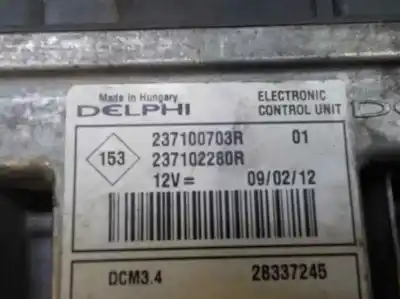 Made in Hungary
DELPHI
ELECTRONIC
CONTROL UNIT
153
237100703R 01
237102280R
12V= 09/02/12
DCM3.4 28337245